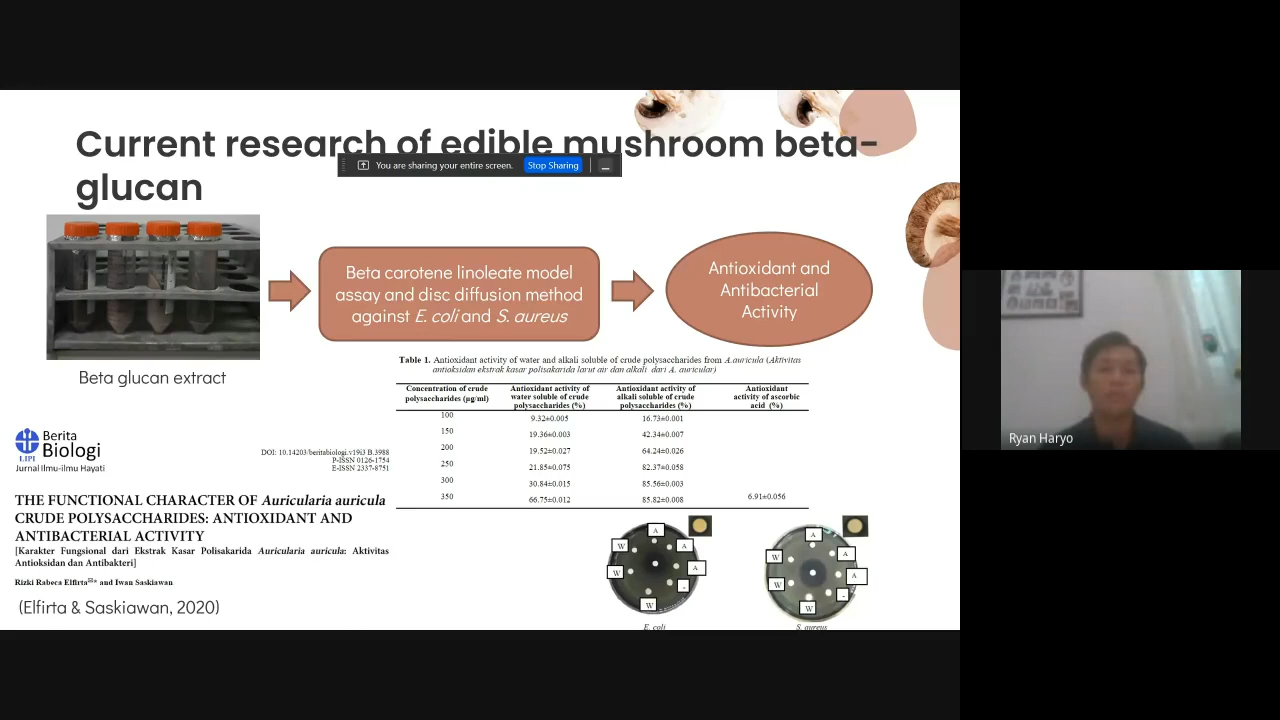 Current research of edible mushroom beta-
glucan
You are sharing your entire screen. Stop Sharing
Beta carotene linoleate model
assay and disc diffusion method
against E. coli and S. aureus
Antioxidant and
Antibacterial
Activity
Beta glucan extract
Table 1. Antioxidant activity of water and alkali soluble of crude polysaccharides from A.auricula (Aktivitas
antioksidan ekstrak kasar polisakarida larut air dan alkali dari A. auricular)
Concentration of crude polysaccharides (µg/ml) Antioxidant activity of water soluble of crude polysaccharides (%) Antioxidant activity of alkali soluble of crude polysaccharides (%) Antioxidant activity of ascorbic acid (%)
100 9.32±0.005 16.73±0.001
150 19.36±0.003 42.34±0.007
200 19.52±0.027 64.24±0.026
250 21.85±0.075 82.37±0.058
300 30.84±0.015 85.56±0.003
350 66.75±0.012 85.82±0.008 6.91±0.056
Berita
Biologi
LIPI
Jurnal Ilmu-ilmu Hayati
DOI: 10.14203/beritabiologi.v19i3 B.3988
P-ISSN 0126-1754
E-ISSN 2337-8751
THE FUNCTIONAL CHARACTER OF Auricularia auricula
CRUDE POLYSACCHARIDES: ANTIOXIDANT AND
ANTIBACTERIAL ACTIVITY
[Karakter Fungsional dari Ekstrak Kasar Polisakarida Auricularia auricula: Aktivitas
Antioksidan dan Antibakteri]
Rizki Rabeca Elfirta✉* and Iwan Saskiawan
(Elfirta & Saskiawan, 2020)
A
W A
W A
-
W
E. coli
A
W A
W A
-
W
S. aureus
Ryan Haryo